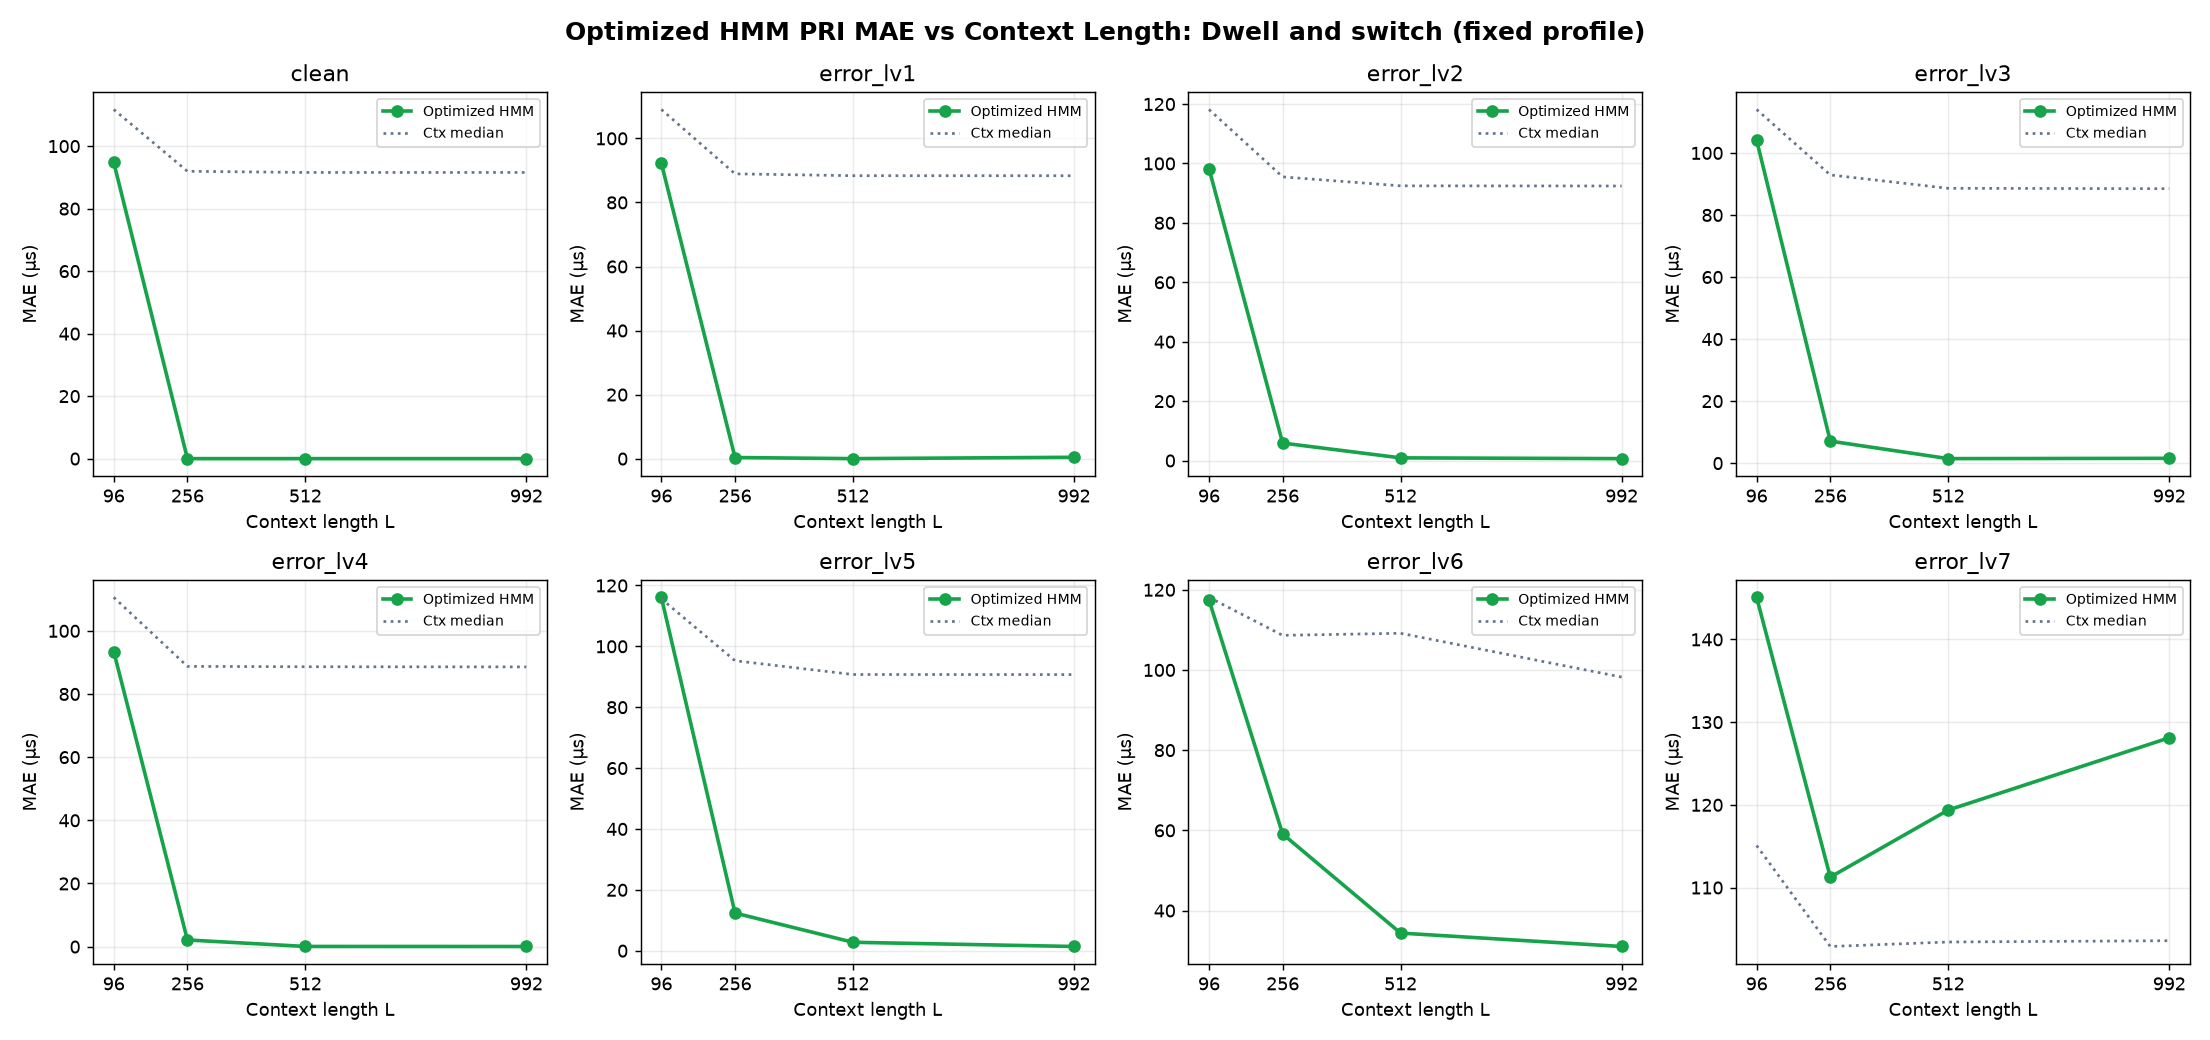 Optimized HMM PRI MAE vs Context Length: Dwell and switch (fixed profile)
clean
MAE (μs)
100
80
60
40
20
0
Optimized HMM
Ctx median
96 256 512 992
Context length L
error_lv1
MAE (μs)
100
80
60
40
20
0
Optimized HMM
Ctx median
96 256 512 992
Context length L
error_lv2
MAE (μs)
120
100
80
60
40
20
0
Optimized HMM
Ctx median
96 256 512 992
Context length L
error_lv3
MAE (μs)
100
80
60
40
20
0
Optimized HMM
Ctx median
96 256 512 992
Context length L
error_lv4
MAE (μs)
100
80
60
40
20
0
Optimized HMM
Ctx median
96 256 512 992
Context length L
error_lv5
MAE (μs)
120
100
80
60
40
20
0
Optimized HMM
Ctx median
96 256 512 992
Context length L
error_lv6
MAE (μs)
120
100
80
60
40
Optimized HMM
Ctx median
96 256 512 992
Context length L
error_lv7
MAE (μs)
140
130
120
110
Optimized HMM
Ctx median
96 256 512 992
Context length L